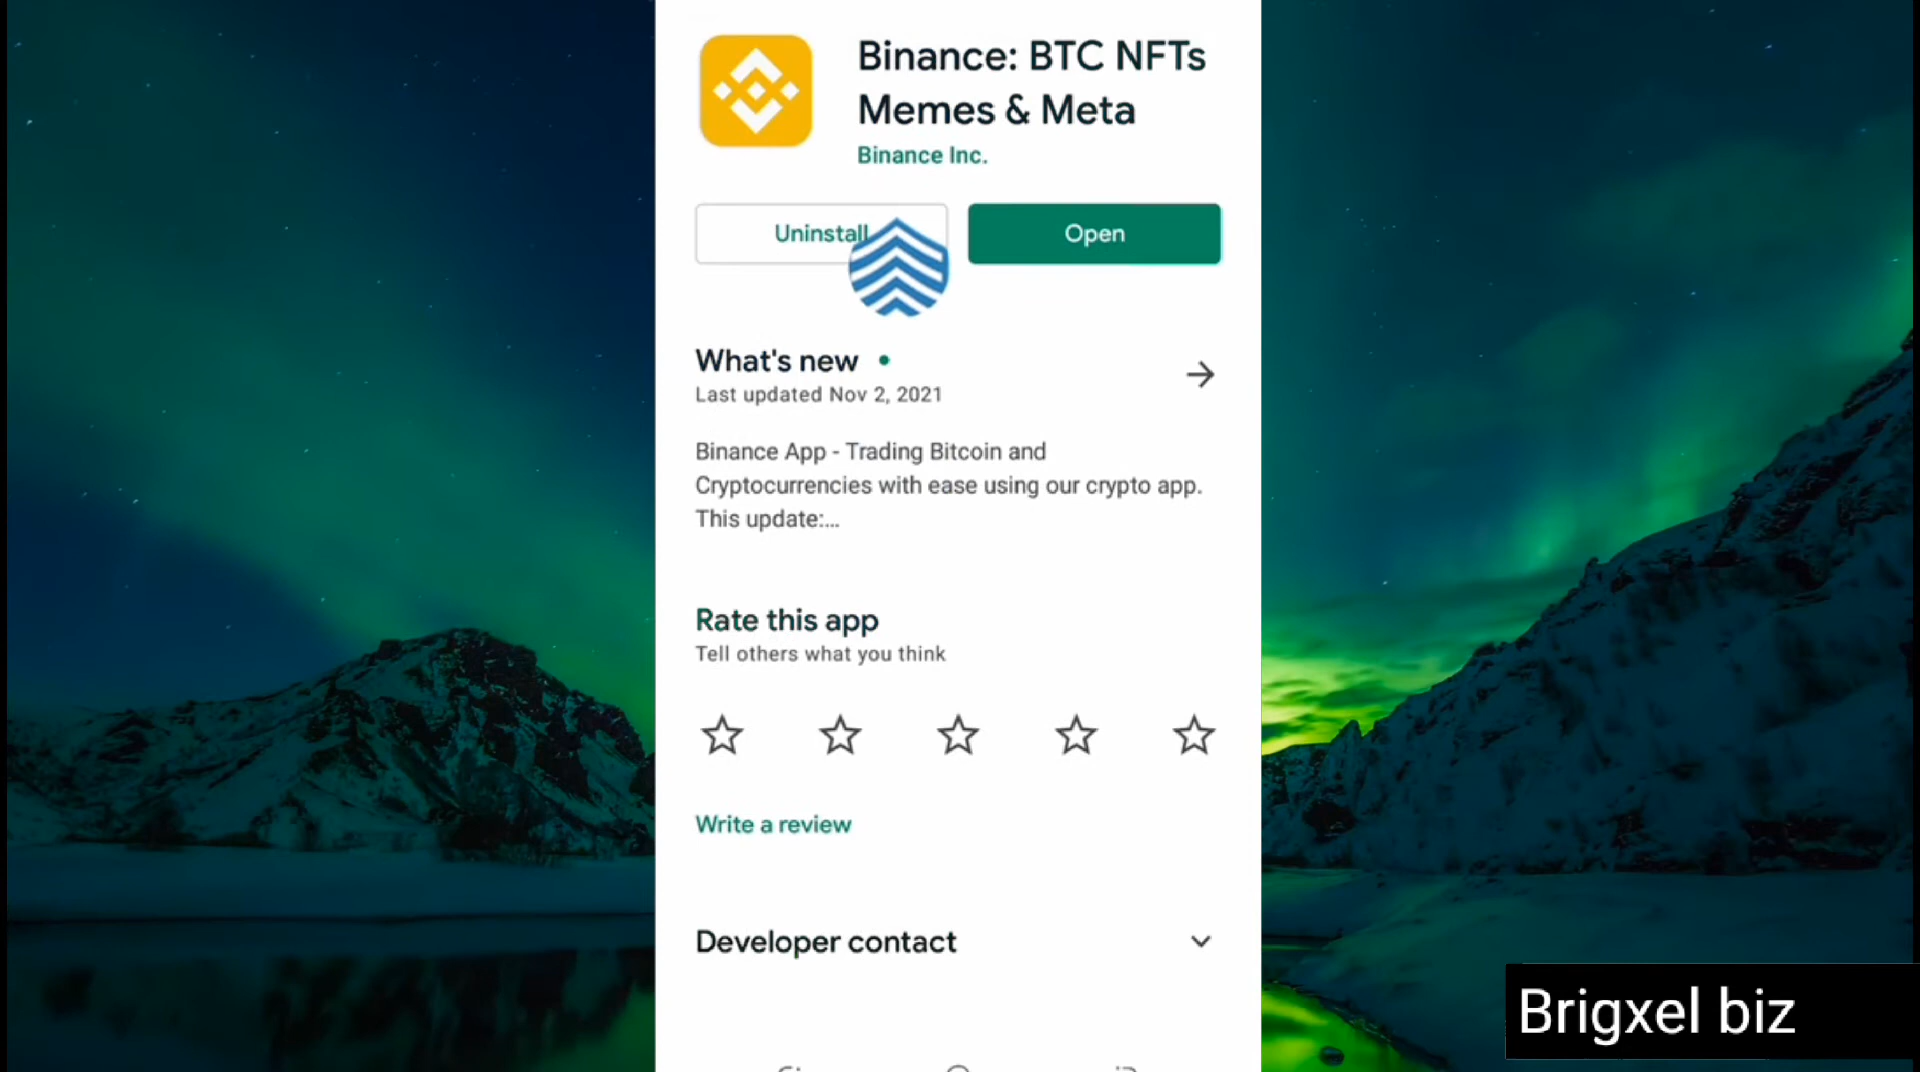 Binance: BTC NFTs
Memes & Meta
Binance Inc.
Uninstall
Open
What's new
Last updated Nov 2, 2021
Binance App - Trading Bitcoin and
Cryptocurrencies with ease using our crypto app.
This update:...
Rate this app
Tell others what you think
Write a review
Developer contact
Brigxel biz